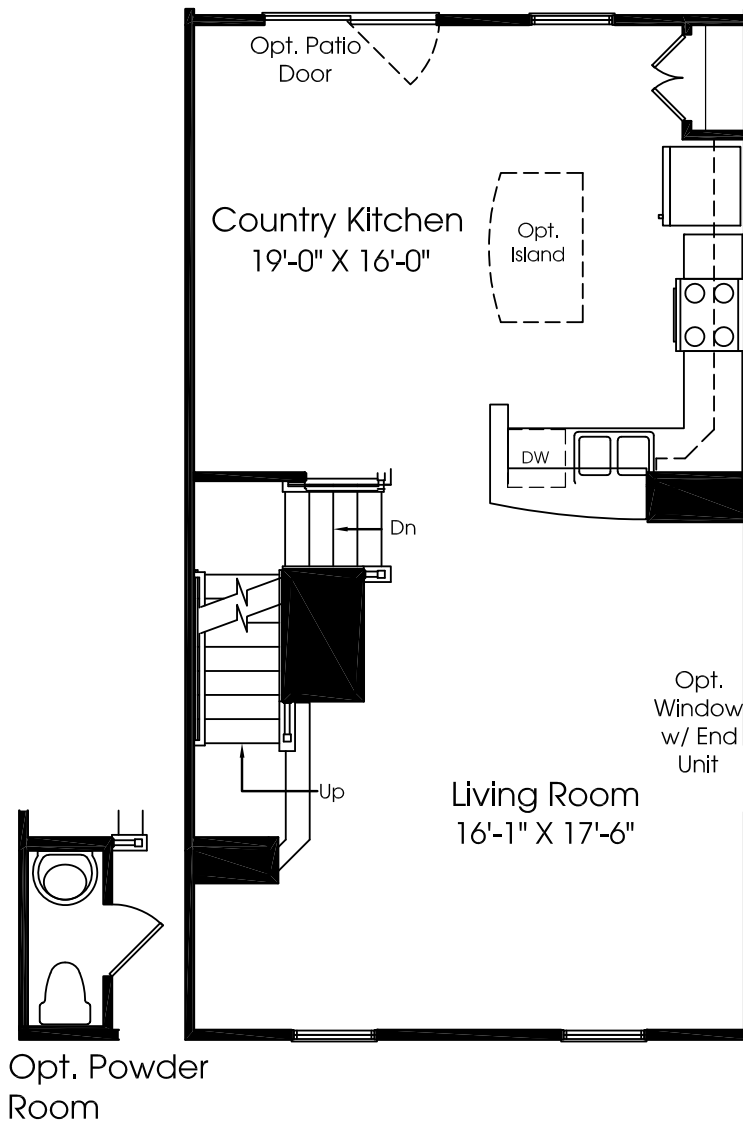 Opt. Patio
Door
Country Kitchen
19'-0" X 16'-0"
Opt.
Island
DW
Dn
Opt.
Window
w/ End
Unit
Up
Living Room
16'-1" X 17'-6"
Opt. Powder
Room